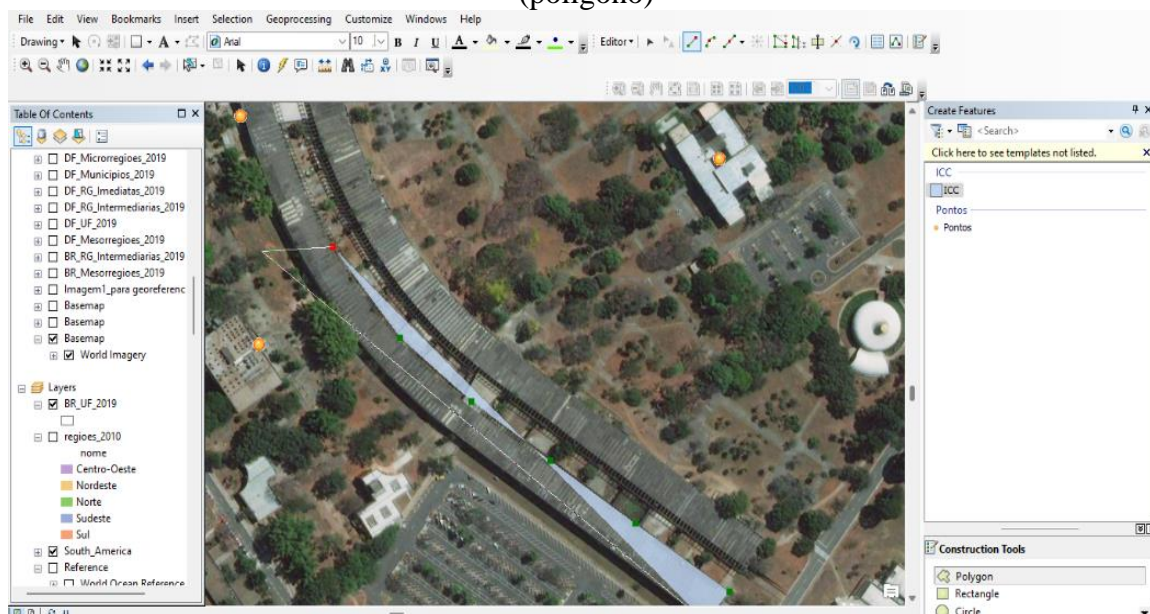 (polígono)
File Edit View Bookmarks Insert Selection Geoprocessing Customize Windows Help
Drawing A Arial 10 B I U A Editor
Table Of Contents
DF_Microrregioes_2019
DF_Municipios_2019
DF_RG_Imediatas_2019
DF_RG_Intermediarias_2019
DF_UF_2019
DF_Mesorregioes_2019
BR_RG_Intermediarias_2019
BR_Mesorregioes_2019
Imagem1_para georeferenc
Basemap
Basemap
Basemap
World Imagery
Layers
BR_UF_2019
regioes_2010
nome
Centro-Oeste
Nordeste
Norte
Sudeste
Sul
South_America
Reference
World Ocean Reference
Create Features
<Search>
Click here to see templates not listed.
ICC
ICC
Pontos
Pontos
Construction Tools
Polygon
Rectangle
Circle